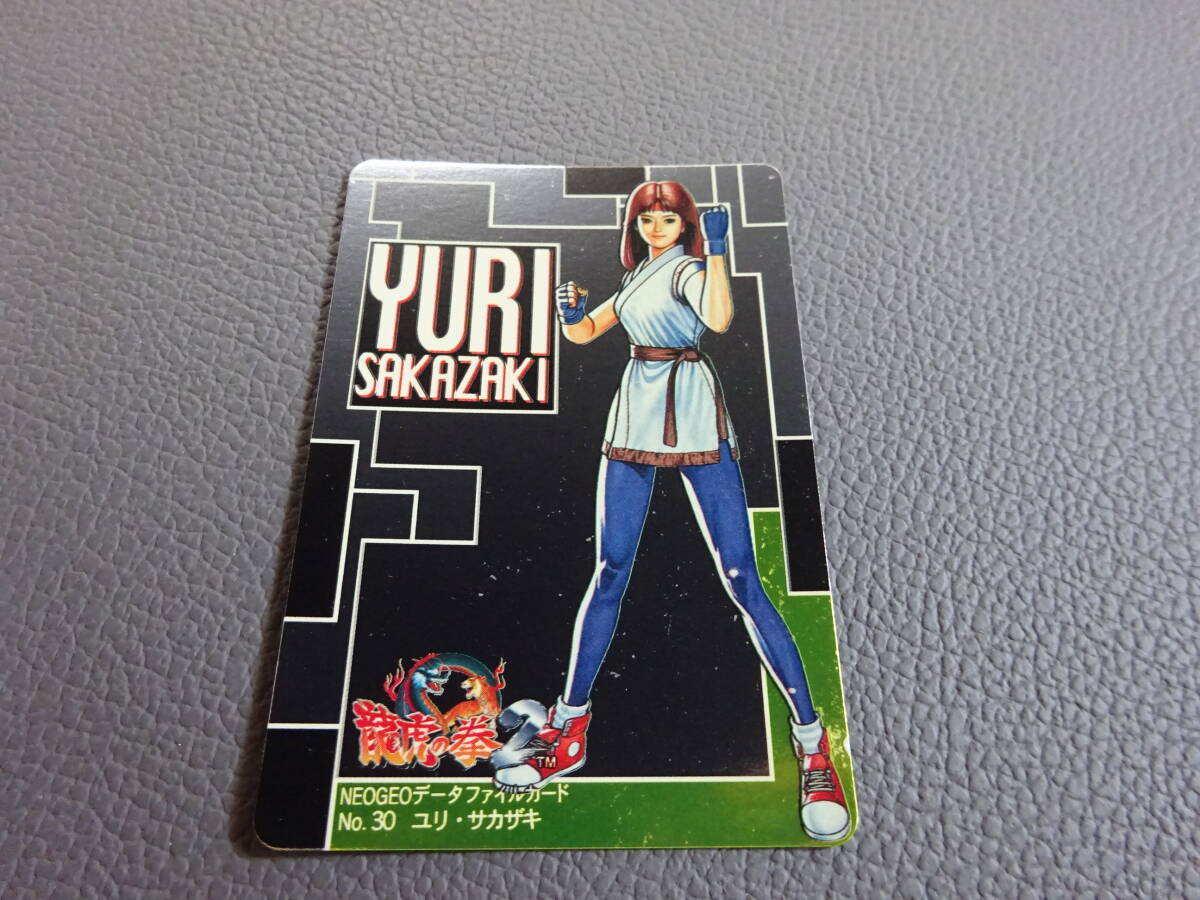 YURI
SAKAZAKI
龍虎の拳
2 TM
NEOGEOデータファイルカード
No. 30 ユリ・サカザキ